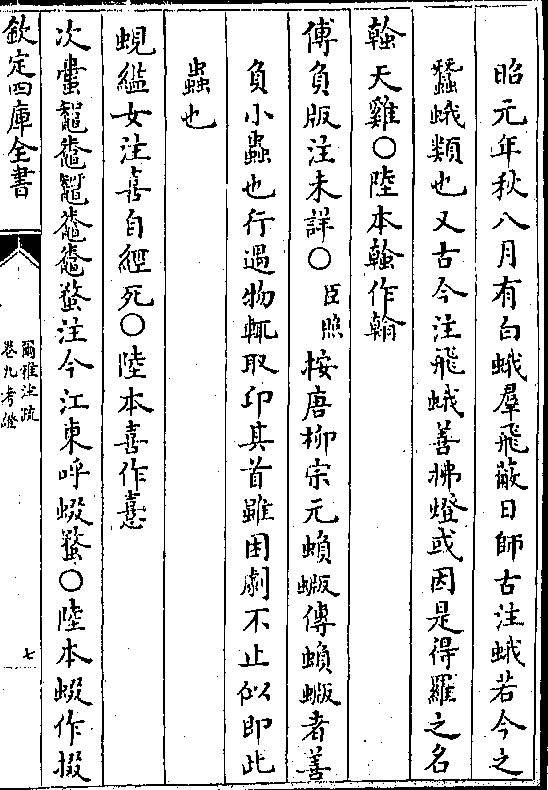 昭元年秋八月有白蛾羣飛蔽日師古注蛾若今之
蠶蛾類也又古今注飛蛾善拂燈或因是得羅之名
螒天雞○陸本螒作翰
傅負版注未詳○臣照按唐柳宗元蝜蝂傳蝜蝂者善
負小蟲也行遇物輒取卬其首雖困劇不止似即此
蟲也
蜆縊女注喜自經死○陸本喜作憙
次蟗鼅鼄鼅鼄鼄蝥注今江東呼蝃蝥○陸本蝃作掇
欽定四庫全書
爾雅注疏
卷九考證
七